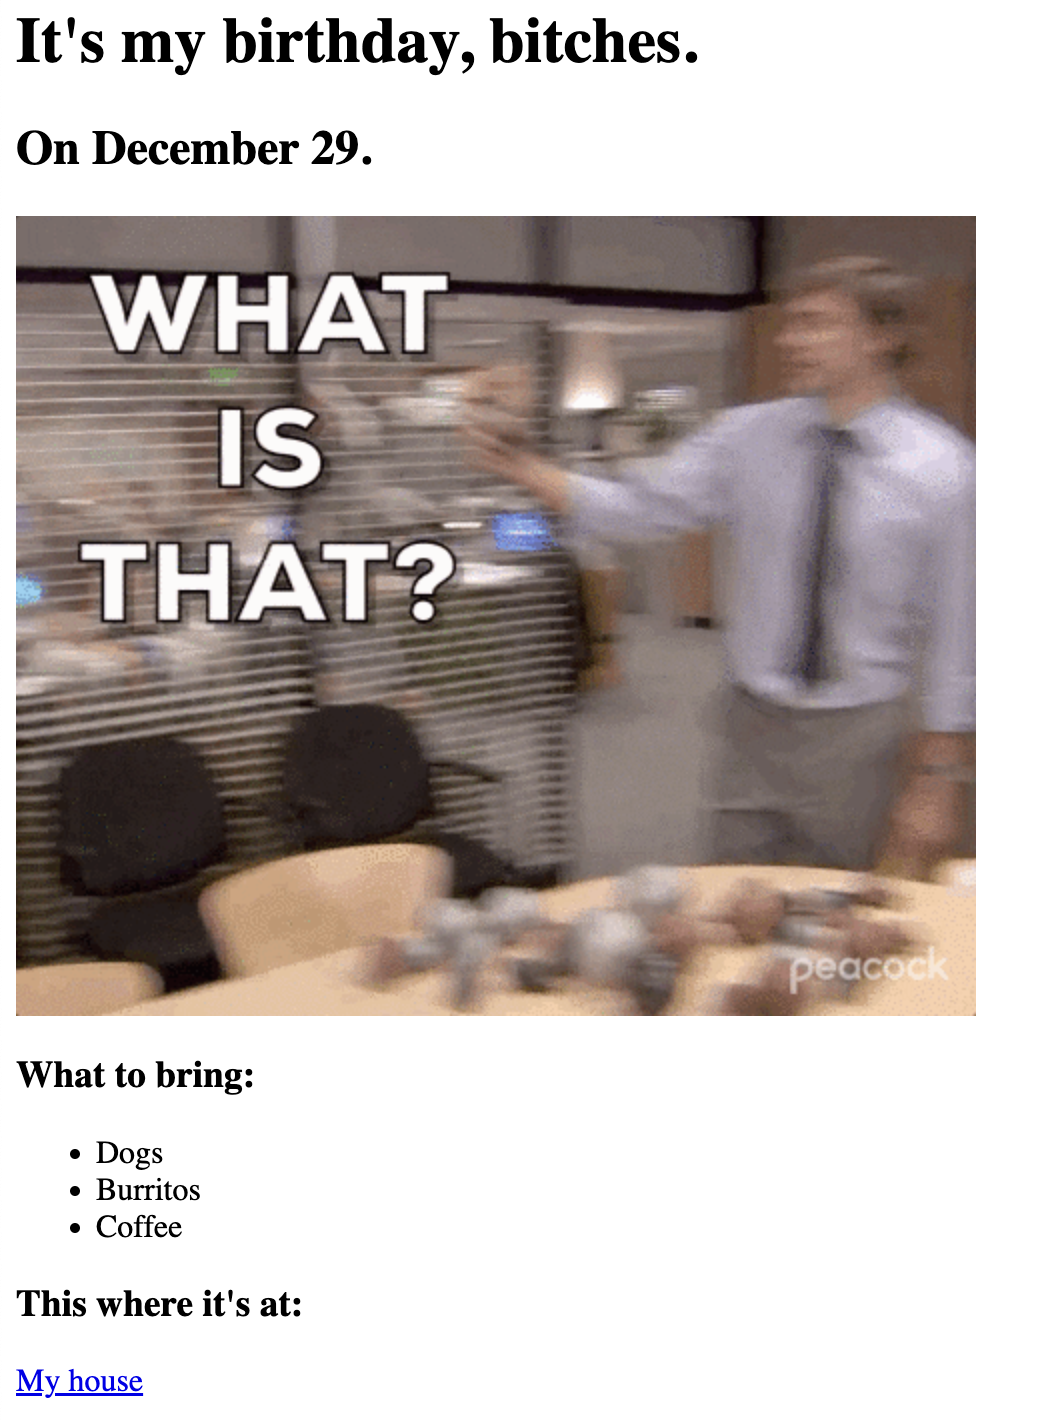 It's my birthday, bitches.
On December 29.
WHAT
IS
THAT?
peacock
What to bring:
Dogs
Burritos
Coffee
This where it's at:
My house